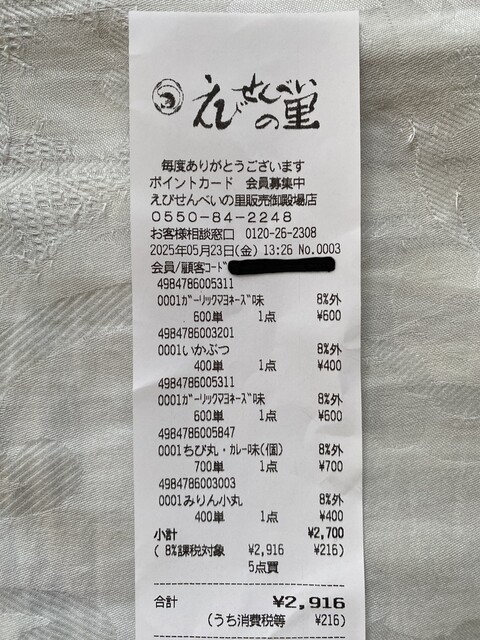 えびせんべいの里
毎度ありがとうございます
ポイントカード 会員募集中
えびせんべいの里販売御殿場店
0550-84-2248
お客様相談窓口 0120-26-2308
2025年05月23日(金) 13:26 No.0003
会員/顧客ｺｰﾄﾞ
4984786005311
0001ｶﾞｰﾘｯｸﾏﾖﾈｰｽﾞ味 8%外
600単 1点 ¥600
4984786003201
0001いかぶつ 8%外
400単 1点 ¥400
4984786005311
0001ｶﾞｰﾘｯｸﾏﾖﾈｰｽﾞ味 8%外
600単 1点 ¥600
4984786005847
0001ちび丸・ｶﾚｰ味(個) 8%外
700単 1点 ¥700
4984786003003
0001みりん小丸 8%外
400単 1点 ¥400
小計 ¥2,700
( 8%課税対象 ¥2,916 ¥216)
5点買
合計 ¥2,916
(うち消費税等 ¥216)